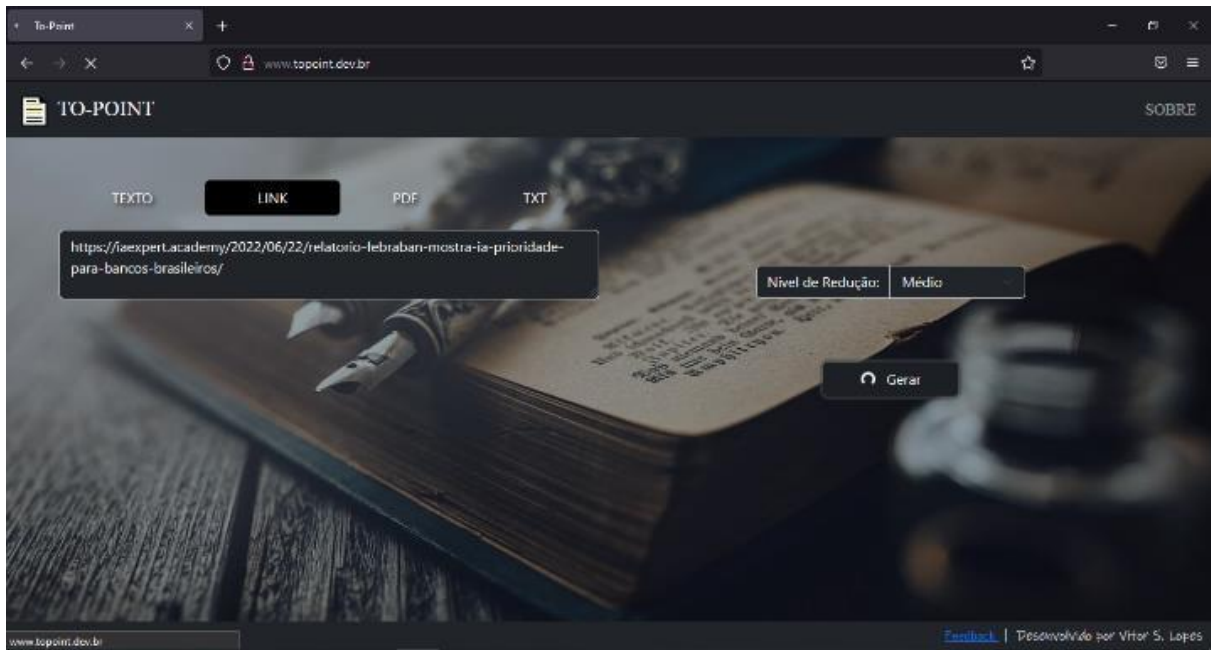 To-Point
www.topoint.dev.br
TO-POINT
SOBRE
TEXTO
LINK
PDF
TXT
https://iaexpert.academy/2022/06/22/relatorio-febraban-mostra-ia-prioridade-
para-bancos-brasileiros/
Nível de Redução:
Médio
Gerar
www.topoint.dev.br
Feedback | Desenvolvido por Vitor S. Lopes